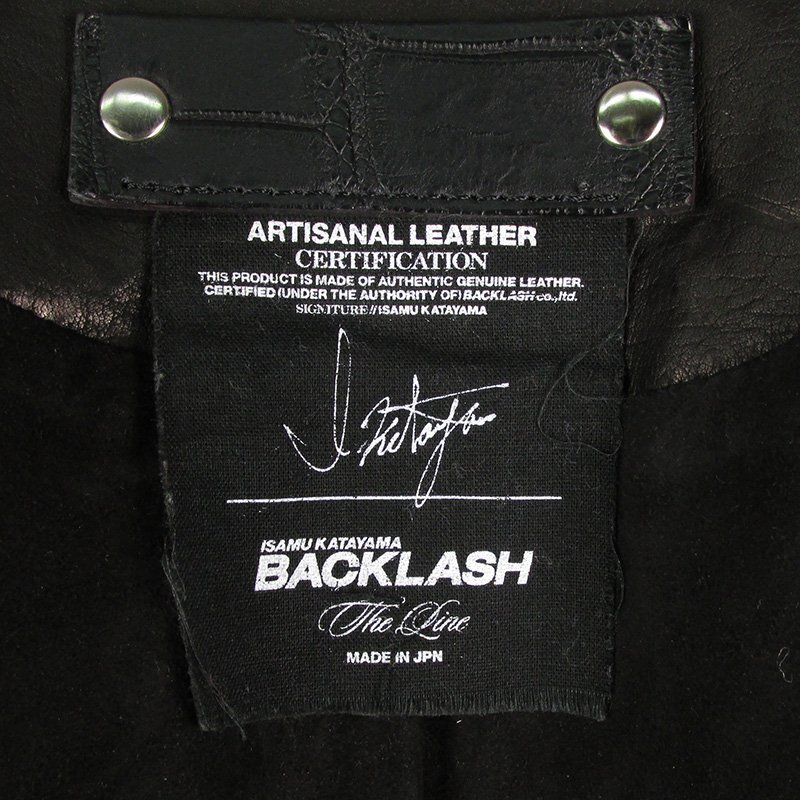 ARTISANAL LEATHER
CERTIFICATION
THIS PRODUCT IS MADE OF AUTHENTIC GENUINE LEATHER.
CERTIFIED (UNDER THE AUTHORITY OF) BACKLASH co.,ltd.
SIGNITURE // ISAMU KATAYAMA
I. Katayama
ISAMU KATAYAMA
BACKLASH
The Line
MADE IN JPN